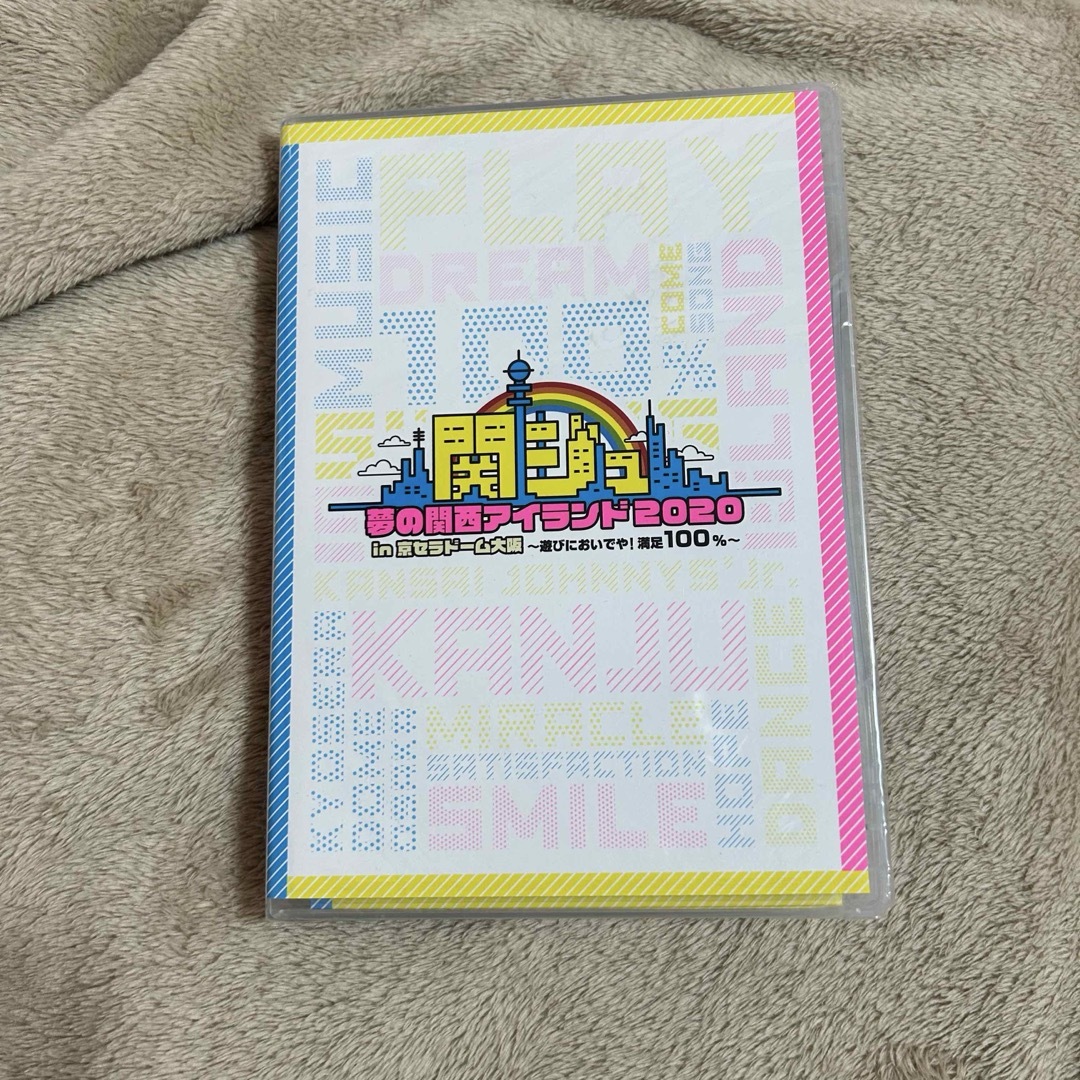 MUSIC
PLAY
DREAM
COME
SONG
100%
ISLAND
関ジュ
夢の関西アイランド2020
in 京セラドーム大阪 〜遊びにおいでや!満足100%〜
KANSAI JOHNNYS' Jr.
KANJU
DANCE
KYOCERA
DOME
OSAKA
MIRACLE
SATISFACTION
SMILE
HOPE